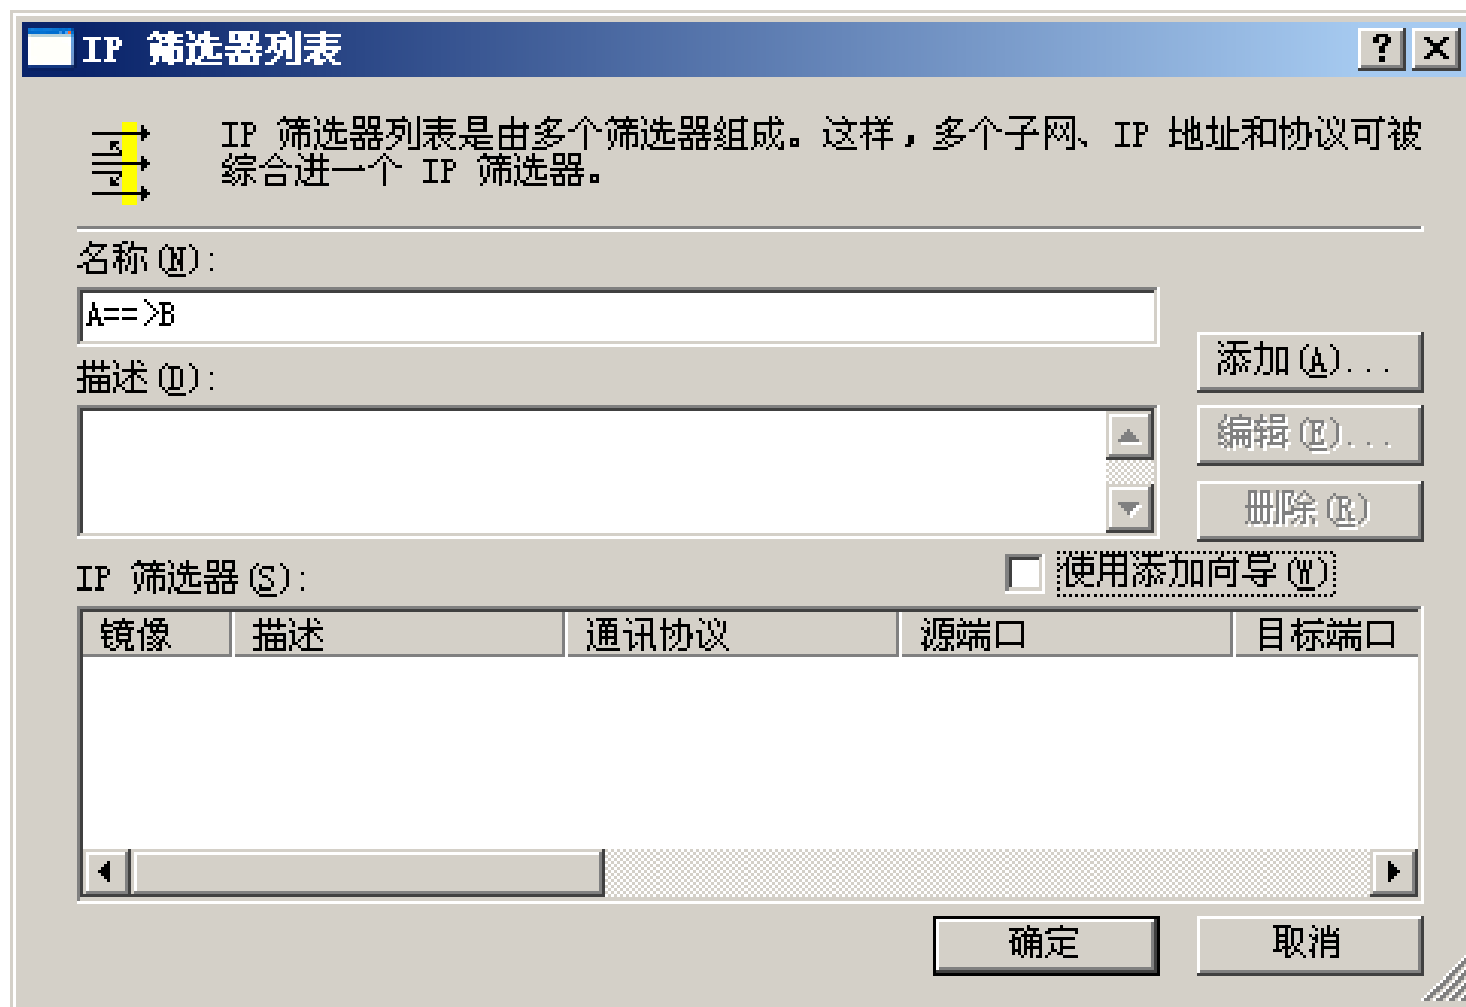 IP 筛选器列表
IP 筛选器列表是由多个筛选器组成。这样，多个子网、IP 地址和协议可被
综合进一个 IP 筛选器。
名称(N):
A==>B
描述(D):
添加(A)...
编辑(E)...
删除(R)
IP 筛选器(S):
使用添加向导(W)
镜像 描述 通讯协议 源端口 目标端口
确定 取消